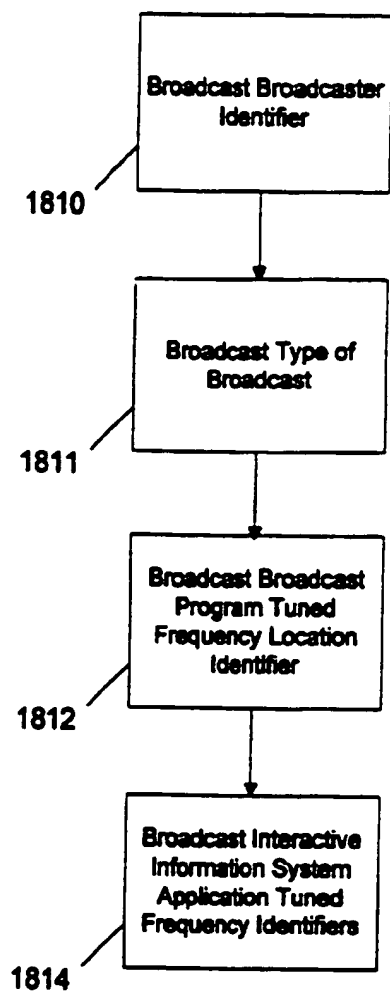 Broadcast Broadcaster
Identifier
1810
Broadcast Type of
Broadcast
1811
Broadcast Broadcast
Program Tuned
Frequency Location
Identifier
1812
Broadcast Interactive
Information System
Application Tuned
Frequency Identifiers
1814